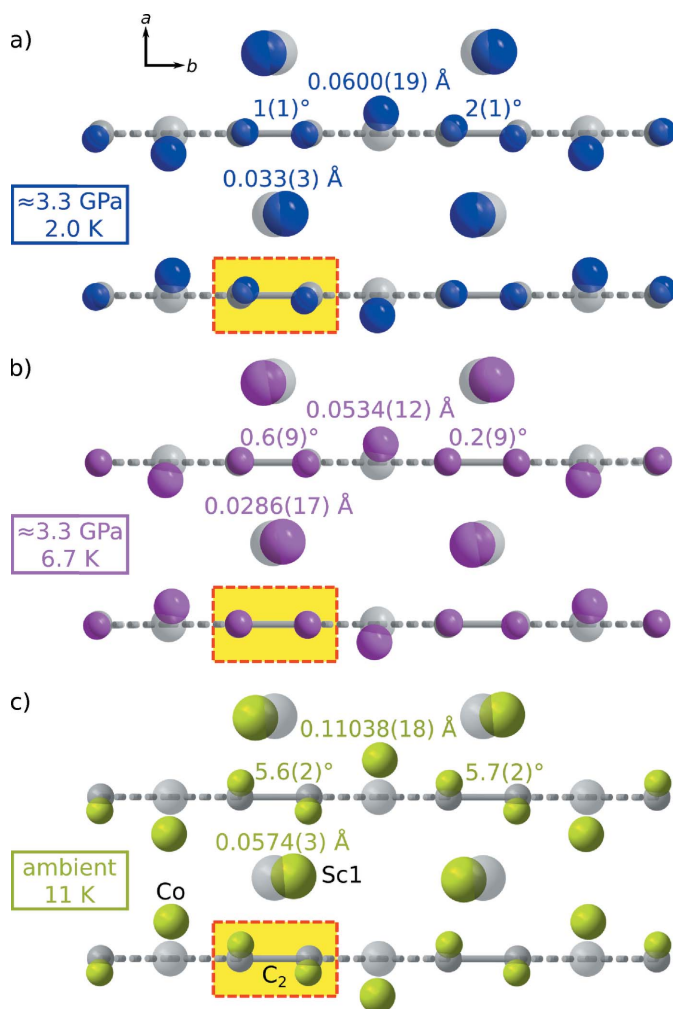 a)
a
b
0.0600(19) Å
1(1)°
2(1)°
0.033(3) Å
≈3.3 GPa
2.0 K
b)
0.0534(12) Å
0.6(9)°
0.2(9)°
0.0286(17) Å
≈3.3 GPa
6.7 K
c)
0.11038(18) Å
5.6(2)°
5.7(2)°
0.0574(3) Å
ambient
11 K
Sc1
Co
C₂